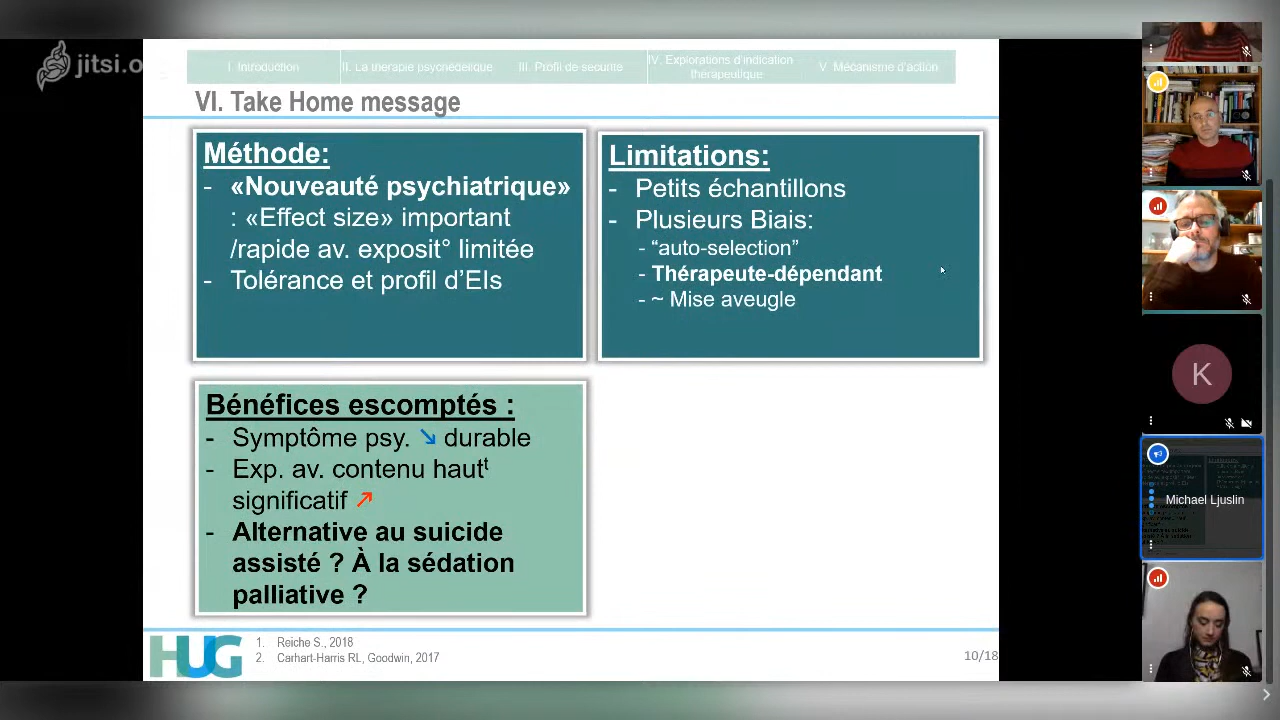 jitsi.o
I. Introduction
II. La thérapie psychédélique
III. Profil de sécurité
IV. Explorations d'indication
thérapeutique
V. Mécanisme d'action
VI. Take Home message
Méthode:
- «Nouveauté psychiatrique»
: «Effect size» important
/rapide av. exposit° limitée
- Tolérance et profil d'EIs
Limitations:
- Petits échantillons
- Plusieurs Biais:
- “auto-selection”
- Thérapeute-dépendant
- ~ Mise aveugle
Bénéfices escomptés :
- Symptôme psy. ↘ durable
- Exp. av. contenu hautᵗ
significatif ↗
- Alternative au suicide
assisté ? À la sédation
palliative ?
HUG
1. Reiche S., 2018
2. Carhart-Harris RL, Goodwin, 2017
10/18
K
Michael Ljuslin